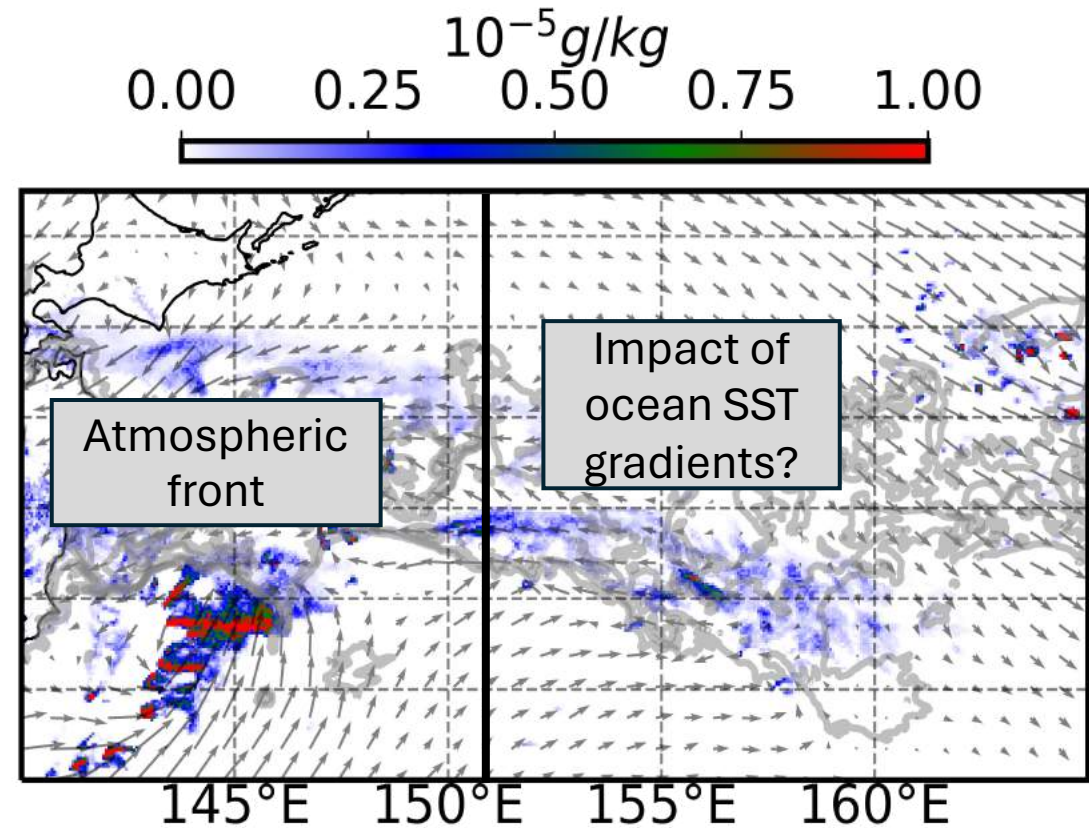 10⁻⁵g/kg
0.00 0.25 0.50 0.75 1.00
Atmospheric
front
Impact of
ocean SST
gradients?
145°E 150°E 155°E 160°E